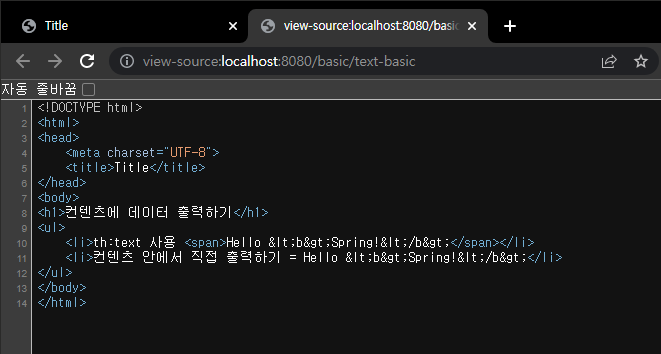 Title
view-source:localhost:8080/basic
view-source:localhost:8080/basic/text-basic
자동 줄바꿈
1 <!DOCTYPE html>
2 <html>
3 <head>
4     <meta charset="UTF-8">
5     <title>Title</title>
6 </head>
7 <body>
8 <h1>컨텐츠에 데이터 출력하기</h1>
9 <ul>
10     <li>th:text 사용 <span>Hello &lt;b&gt;Spring!&lt;/b&gt;</span></li>
11     <li>컨텐츠 안에서 직접 출력하기 = Hello &lt;b&gt;Spring!&lt;/b&gt;</li>
12 </ul>
13 </body>
14 </html>